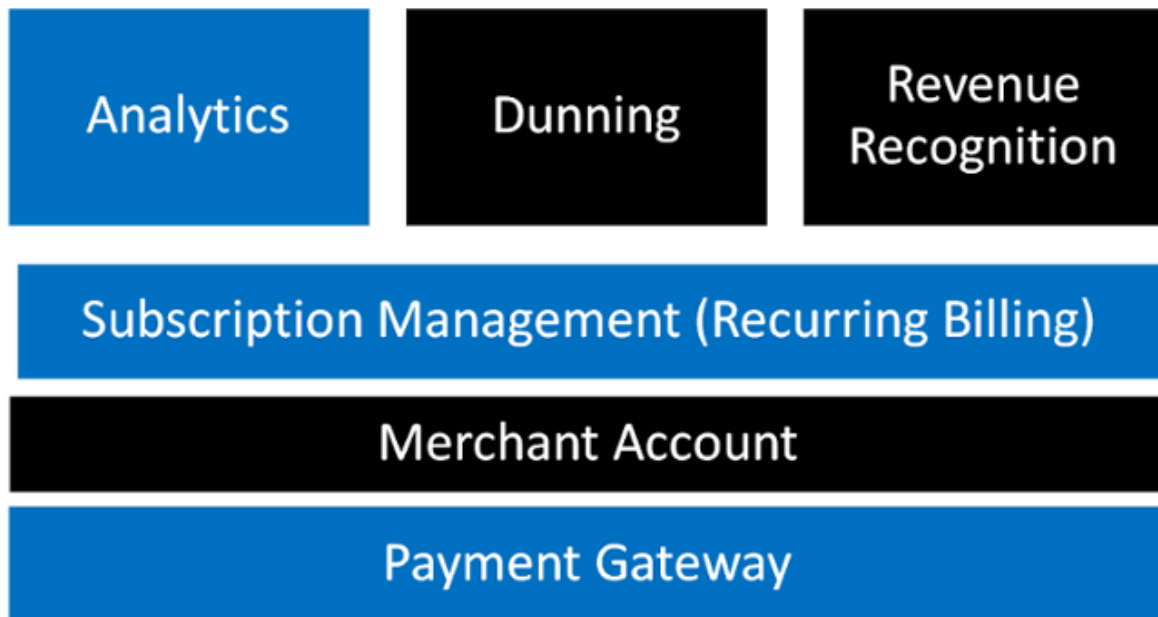 Analytics
Dunning
Revenue
Recognition
Subscription Management (Recurring Billing)
Merchant Account
Payment Gateway